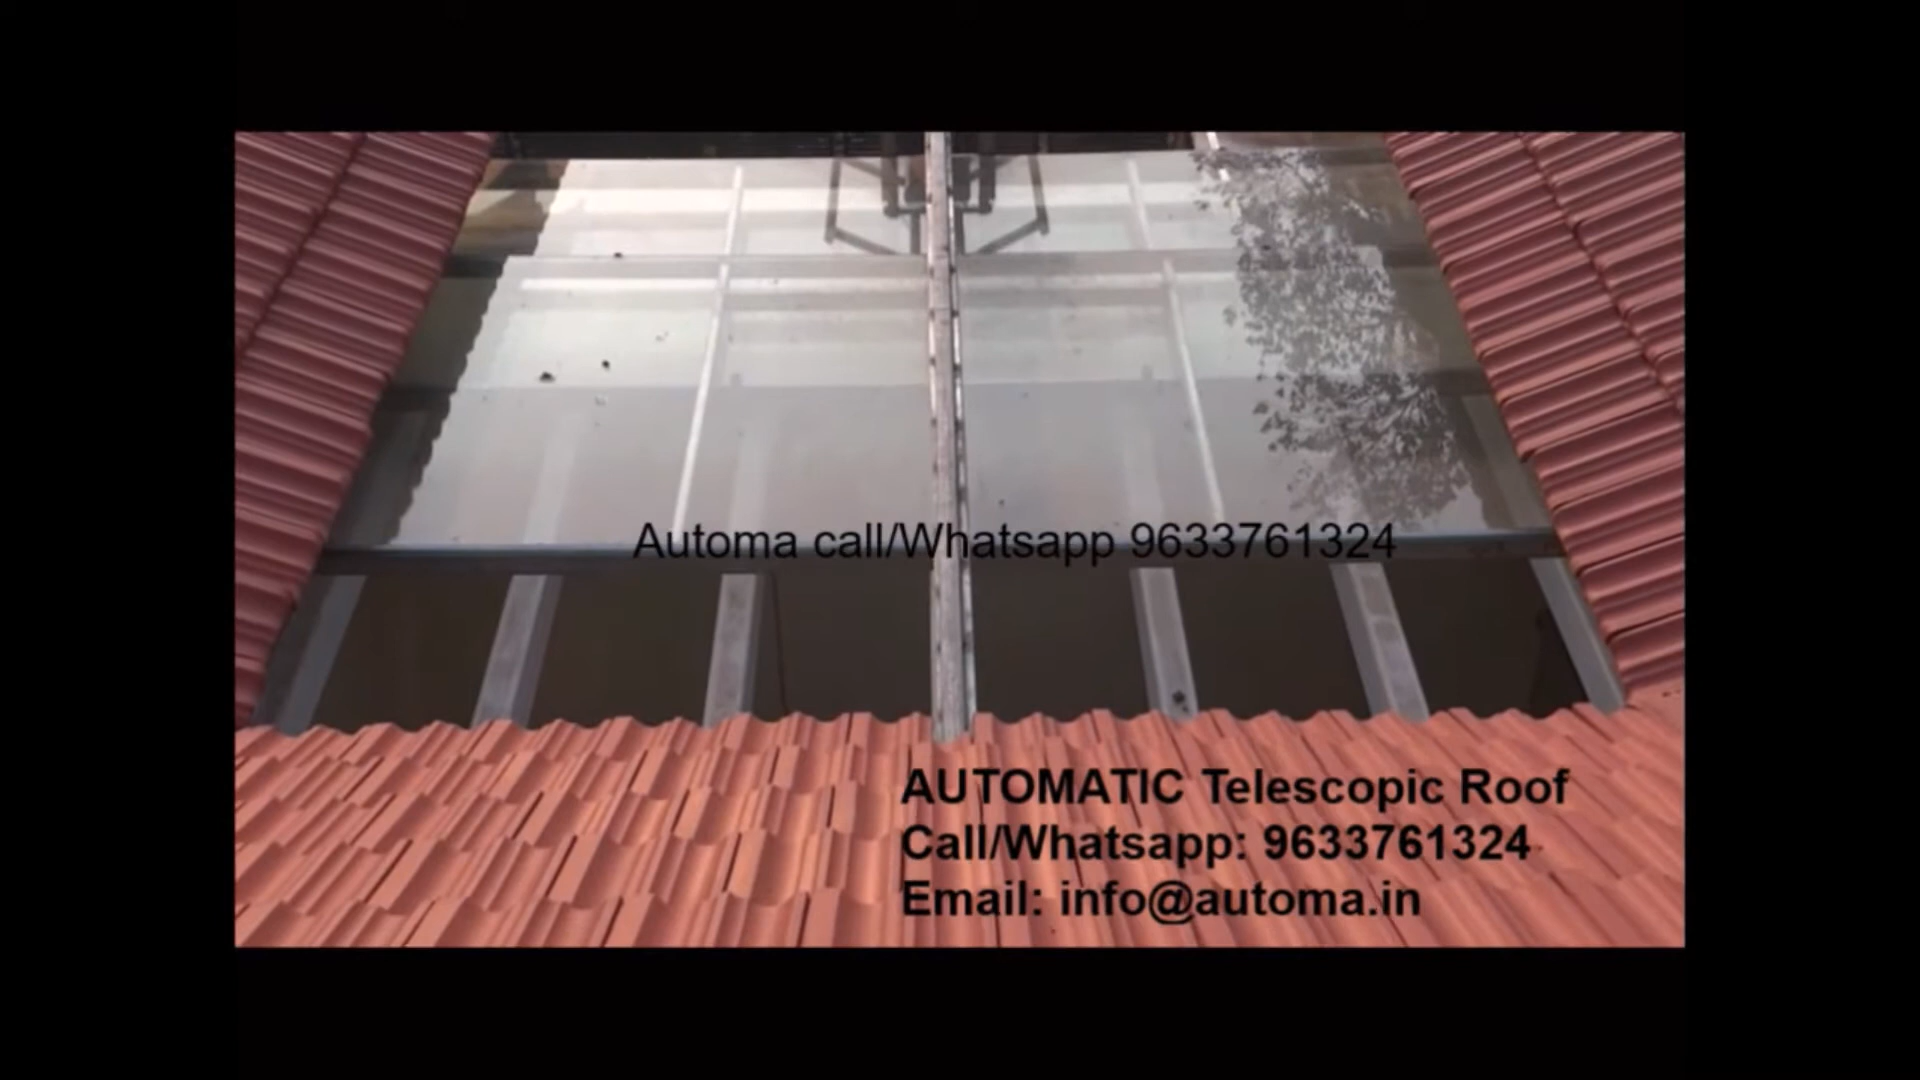 Automa call/Whatsapp 9633761324
AUTOMATIC Telescopic Roof
Call/Whatsapp: 9633761324
Email: info@automa.in